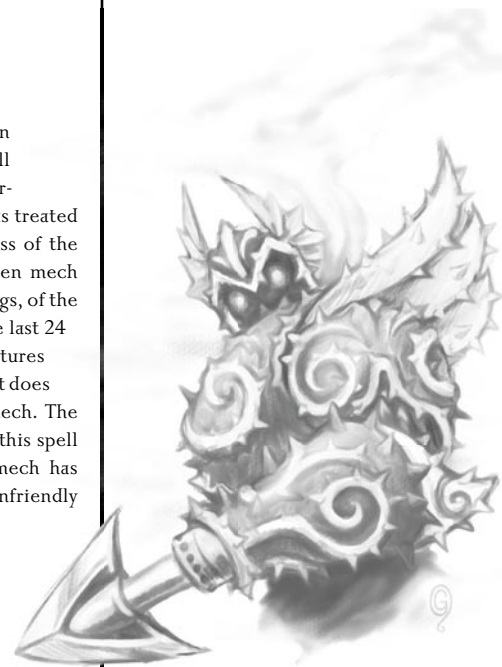 n
ll
r-
s treated
ss of the
en mech
gs, of the
e last 24
tures
t does
nech. The
this spell
mech has
nfriendly